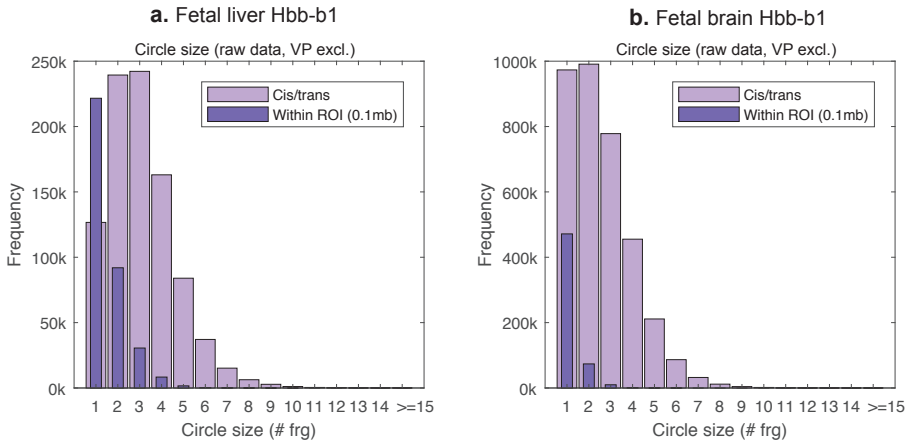 a. Fetal liver Hbb-b1
Circle size (raw data, VP excl.)
250k
200k
150k
100k
50k
0k
Frequency
Cis/trans
Within ROI (0.1mb)
1 2 3 4 5 6 7 8 9 10 11 12 13 14 >=15
Circle size (# frg)
b. Fetal brain Hbb-b1
Circle size (raw data, VP excl.)
1000k
800k
600k
400k
200k
0k
Frequency
Cis/trans
Within ROI (0.1mb)
1 2 3 4 5 6 7 8 9 10 11 12 13 14 >=15
Circle size (# frg)